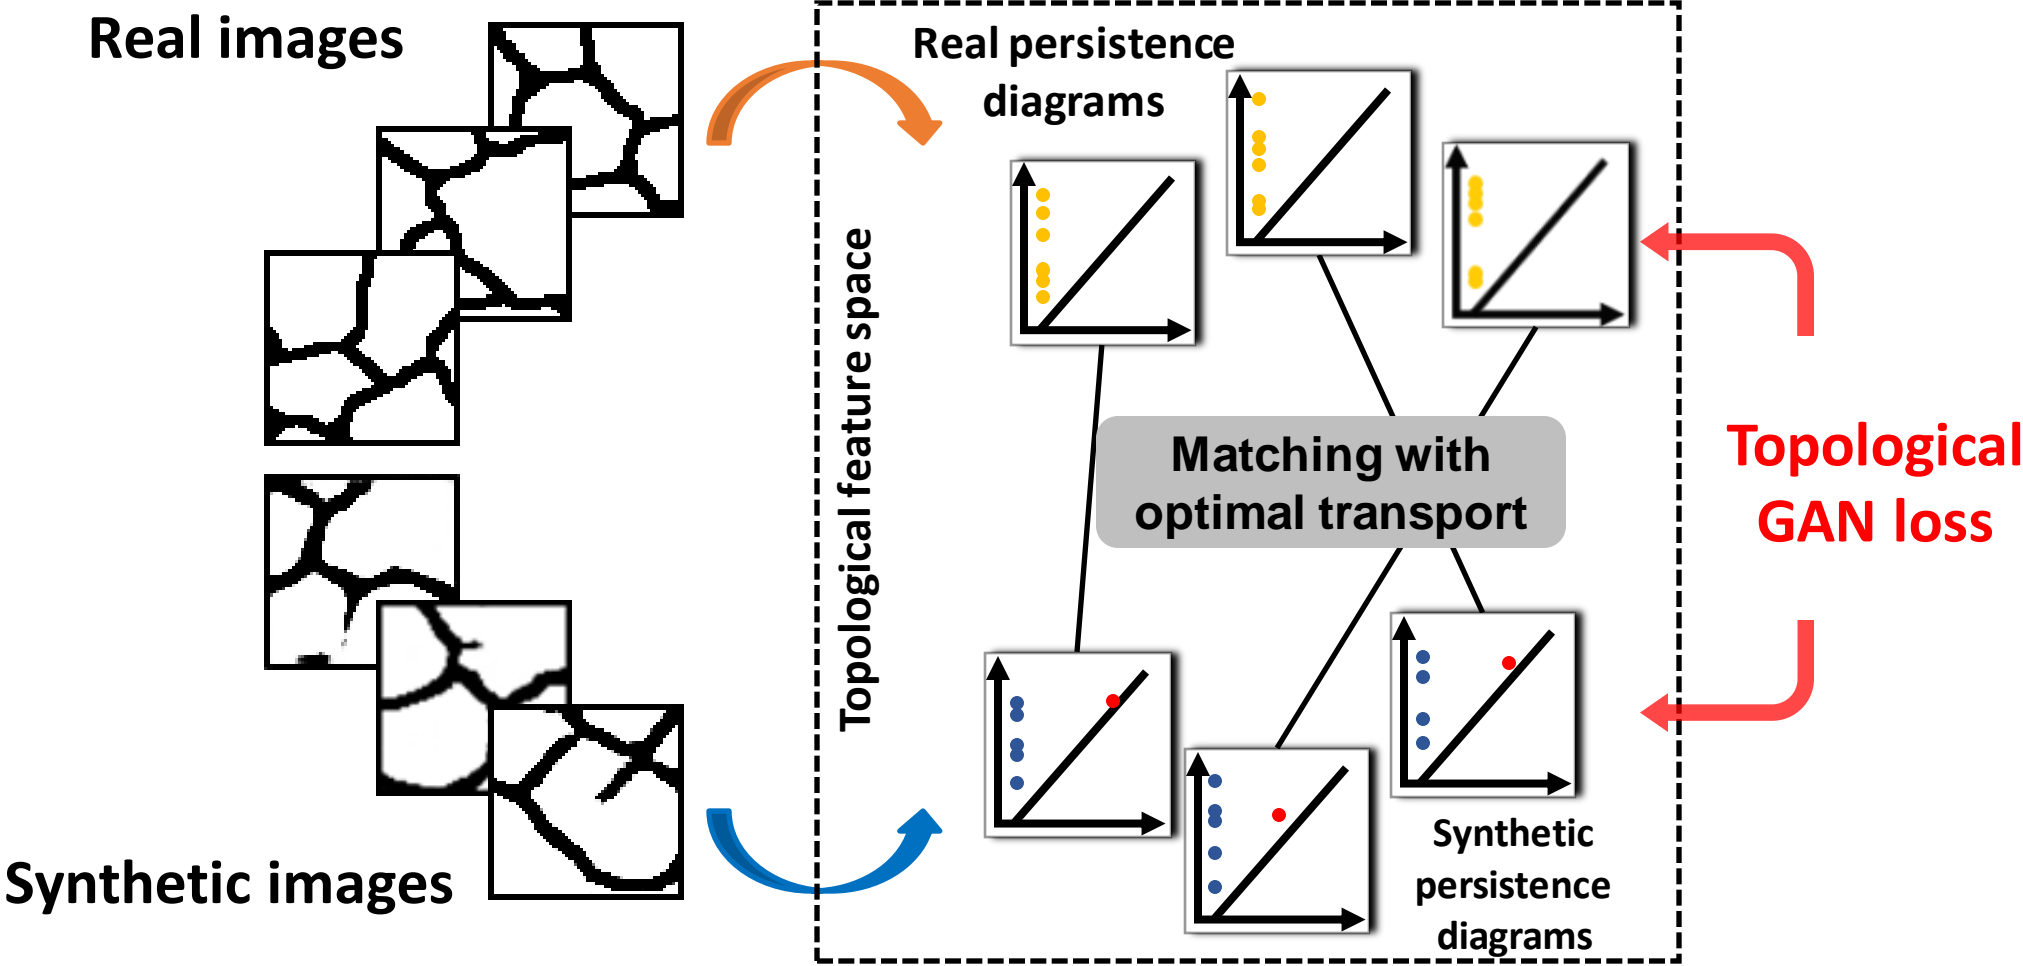 Real images
Real persistence
diagrams
Topological feature space
Matching with
optimal transport
Topological
GAN loss
Synthetic images
Synthetic
persistence
diagrams